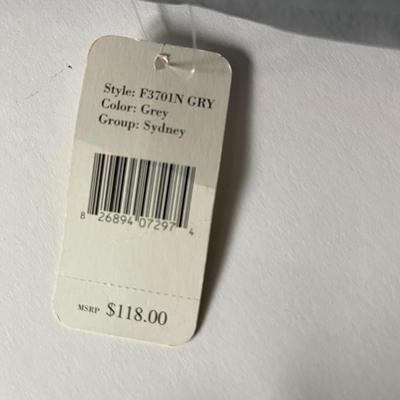 Style: F3701N GRY
Color: Grey
Group: Sydney
8 26894 07297 4
MSRP $118.00